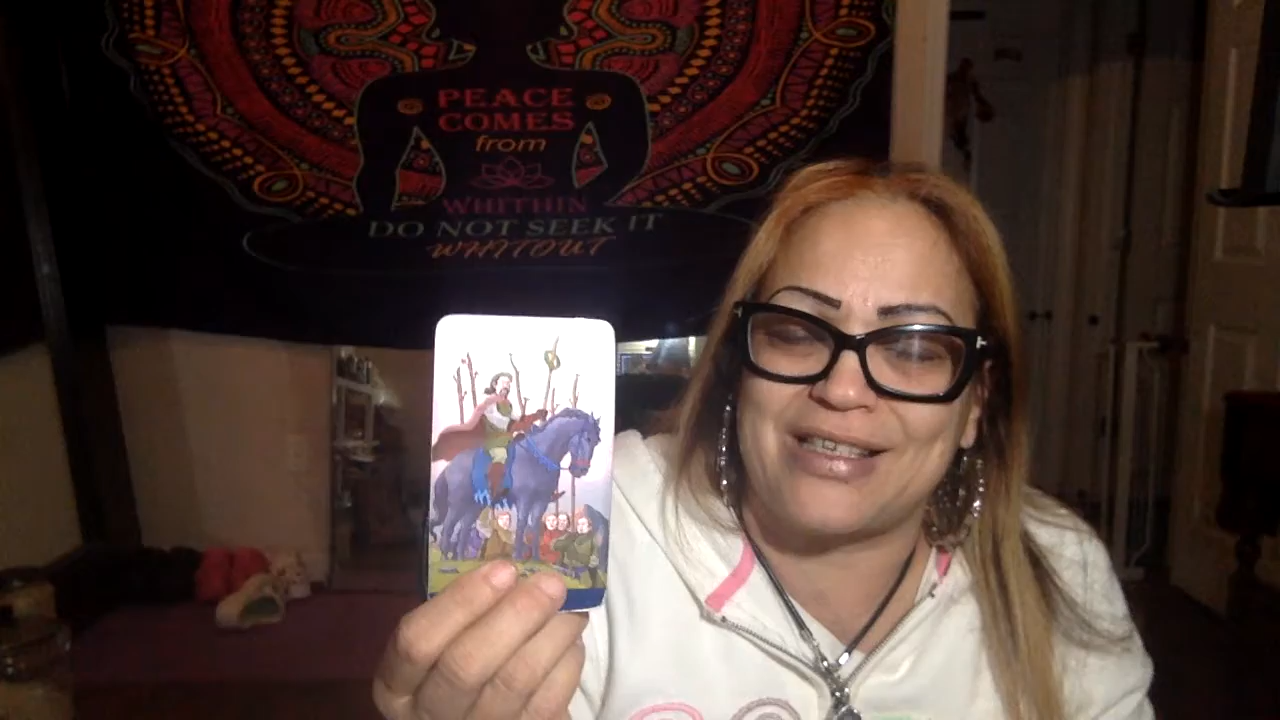 PEACE
COMES
from
WHITHIN
DO NOT SEEK IT
WHITOUT